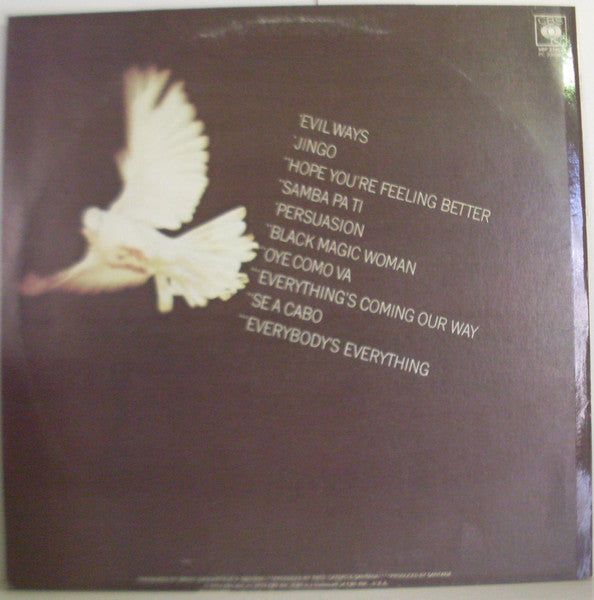 CBS
*EVIL WAYS
*JINGO
**HOPE YOU'RE FEELING BETTER
**SAMBA PA TI
*PERSUASION
**BLACK MAGIC WOMAN
**OYE COMO VA
***EVERYTHING'S COMING OUR WAY
**SE A CABO
***EVERYBODY'S EVERYTHING